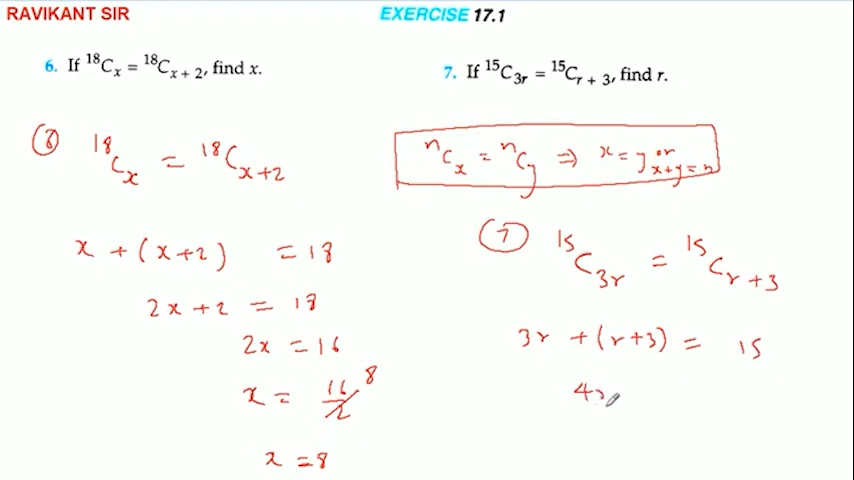 RAVIKANT SIR
EXERCISE 17.1
6. If ¹⁸Cₓ = ¹⁸Cₓ₊₂, find x.
7. If ¹⁵C₃ᵣ = ¹⁵Cᵣ₊₃, find r.
⑥ ¹⁸Cₓ = ¹⁸Cₓ₊₂
x + (x+2) = 18
2x + 2 = 18
2x = 16
x = 16/2 8
x = 8
ⁿCₓ = ⁿCy ⇒ x = y or x+y = n
⑦ ¹⁵C₃ᵣ = ¹⁵Cᵣ₊₃
3r + (r+3) = 15
4